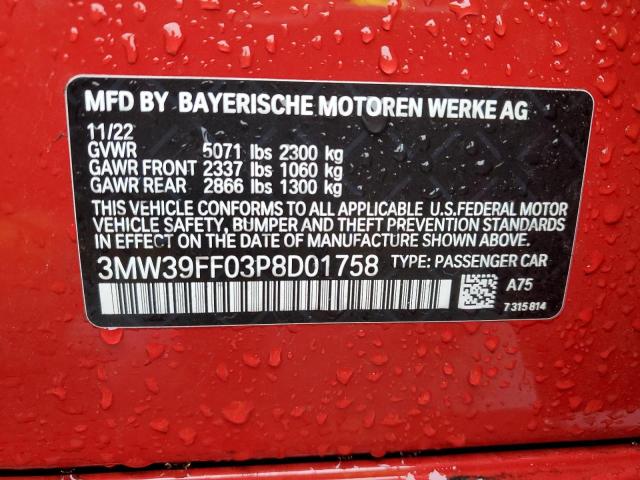 MFD BY BAYERISCHE MOTOREN WERKE AG
11/22
GVWR 5071 lbs 2300 kg
GAWR FRONT 2337 lbs 1060 kg
GAWR REAR 2866 lbs 1300 kg
THIS VEHICLE CONFORMS TO ALL APPLICABLE U.S.FEDERAL MOTOR
VEHICLE SAFETY, BUMPER AND THEFT PREVENTION STANDARDS
IN EFFECT ON THE DATE OF MANUFACTURE SHOWN ABOVE.
3MW39FF03P8D01758 TYPE: PASSENGER CAR
A75
7 315 814